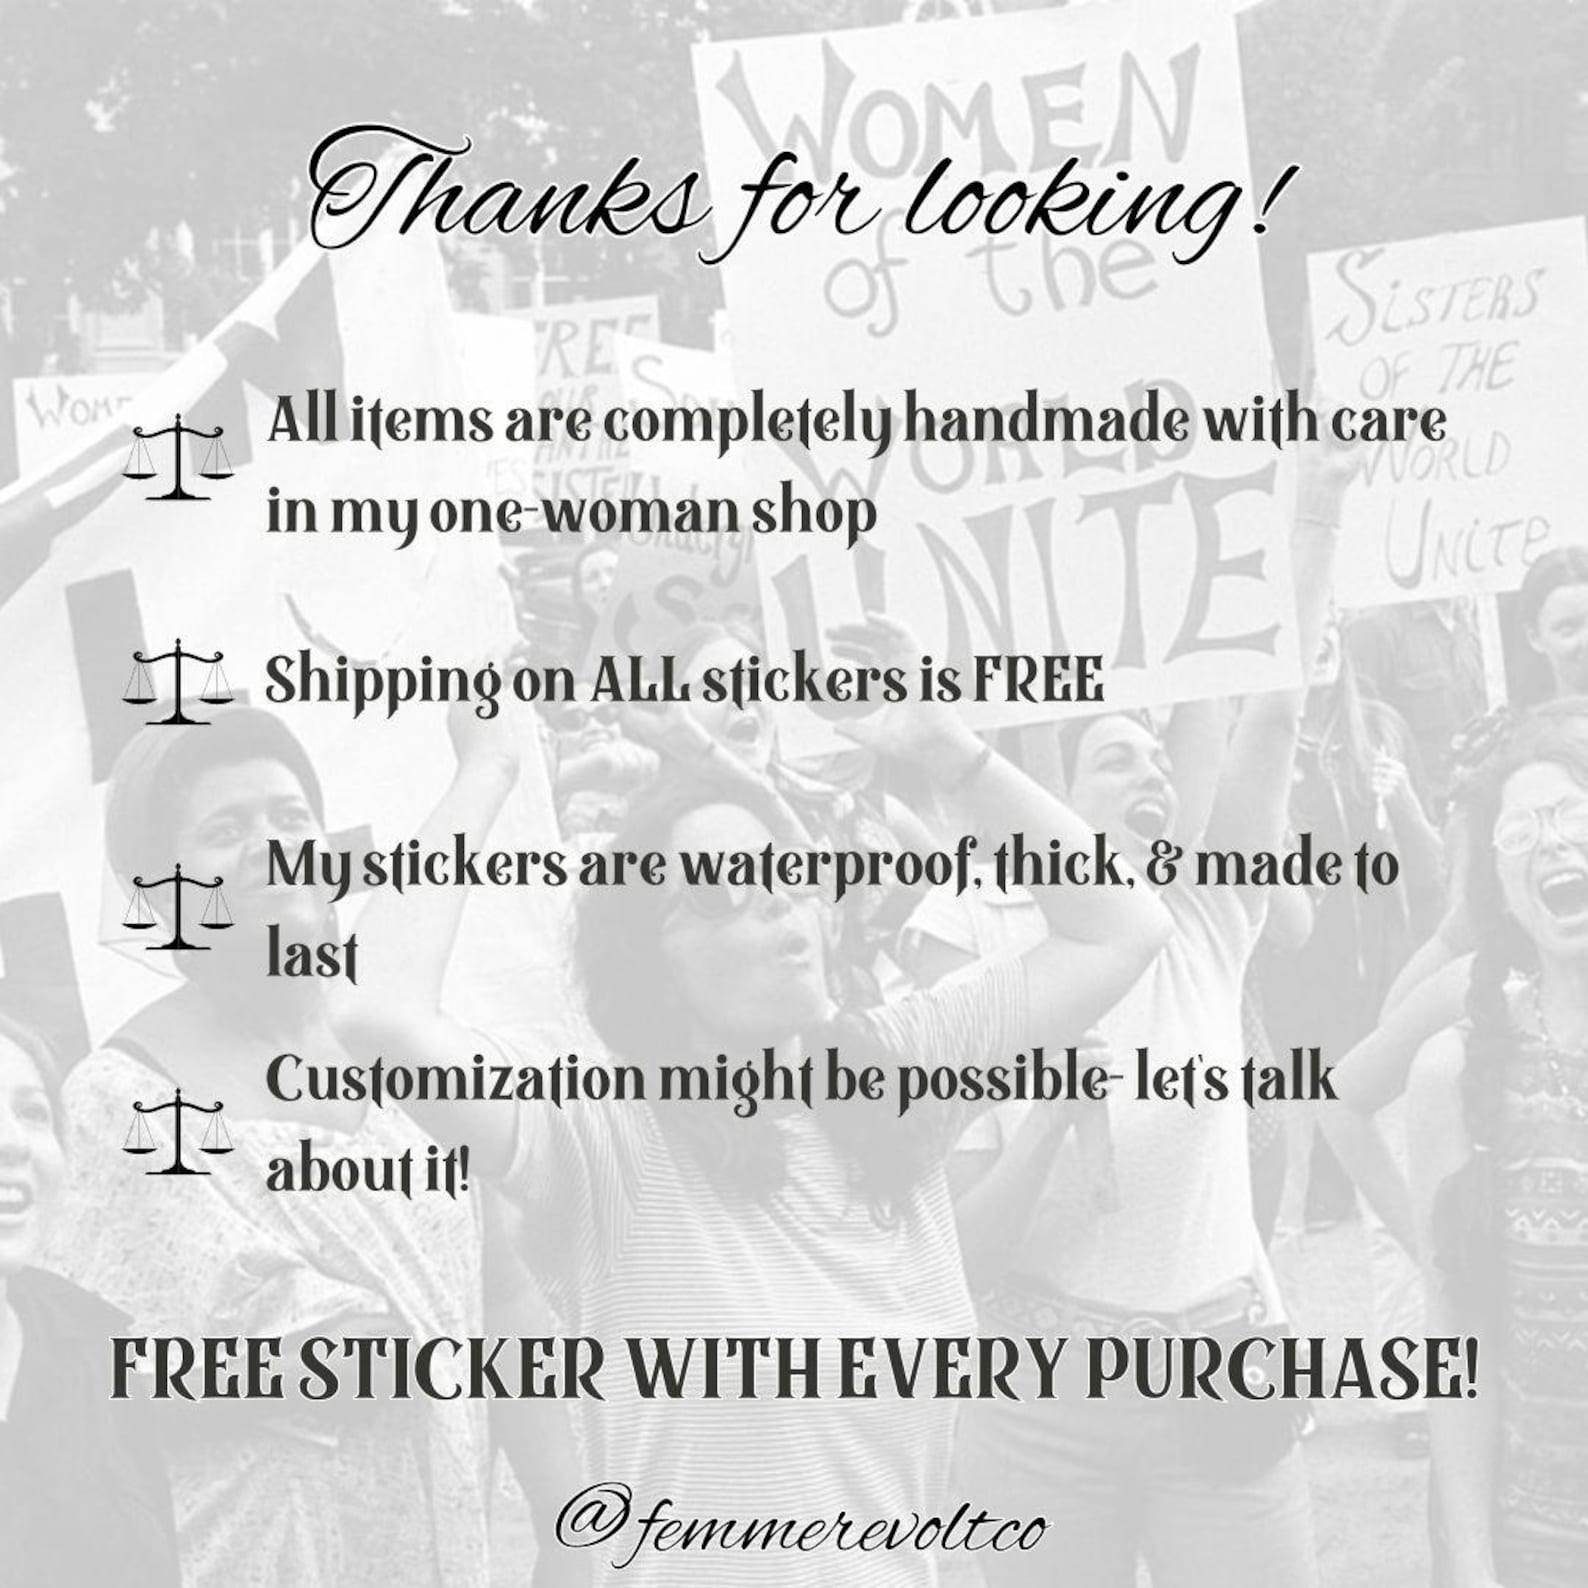 Thanks for looking!
All items are completely handmade with care
in my one-woman shop
Shipping on ALL stickers is FREE
My stickers are waterproof, thick, & made to
last
Customization might be possible- let's talk
about it!
FREE STICKER WITH EVERY PURCHASE!
@femmerevoltco
WOMEN
of the
WORLD
UNITE
SISTERS
OF THE
WORLD
UNITE